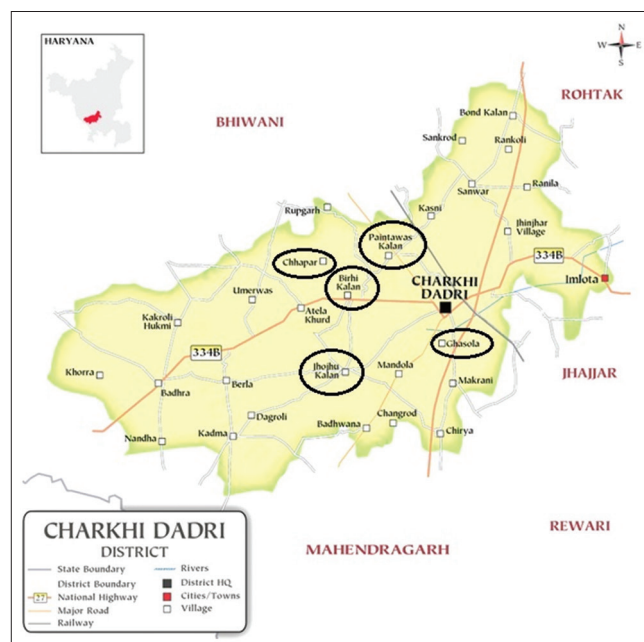 HARYANA
N
W E
S
ROHTAK
BHIWANI
Bond Kalan
Sankrod
Rankoli
Sanwar
Ranila
Kasni
Rupgarh
Jhinjhar
Village
Paintawas
Kalan
334B
Chhapar
Birhi
Kalan
CHARKHI
DADRI
Imlota
Umerwas
Atela
Khurd
Kakroli
Hukmi
334B
Ghasola
Jhojhu
Kalan
Mandola
JHAJJAR
Khorra
Badhra
Berla
Makrani
Dagroli
Changrod
Badhwana
Chirya
Nandha
Kadma
REWARI
MAHENDRAGARH
CHARKHI DADRI
DISTRICT
State Boundary
District Boundary
27 National Highway
Major Road
Railway
Rivers
District HQ
Cities/Towns
Village